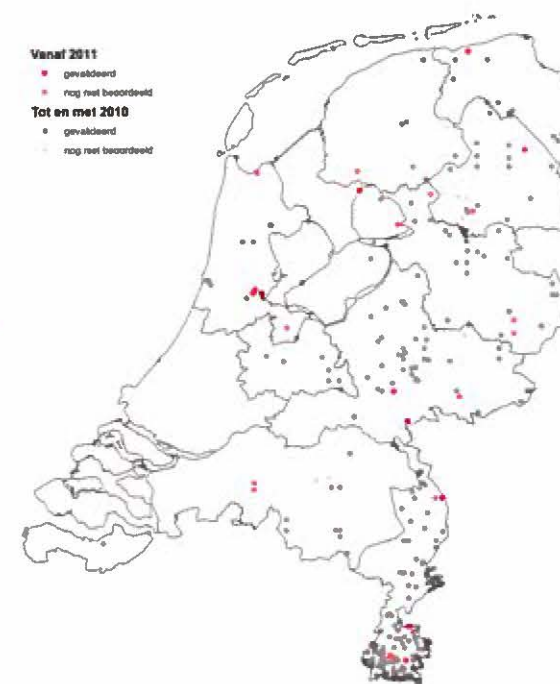 Vanaf 2011
gevalideerd
nog niet beoordeeld
Tot en met 2010
gevalideerd
nog niet beoordeeld